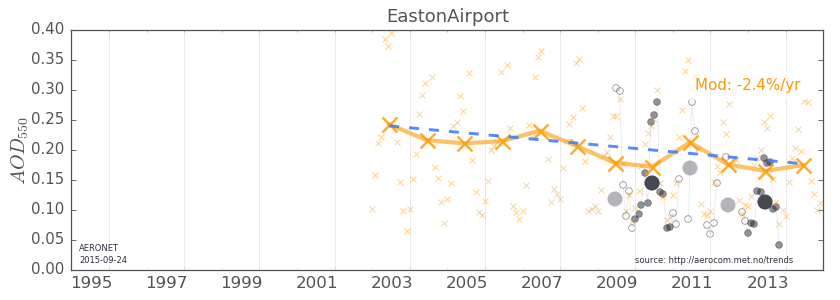 EastonAirport
0.40
0.35
0.30
0.25
0.20
0.15
0.10
0.05
0.00
AOD550
Mod: -2.4%/yr
AERONET
2015-09-24
source: http://aerocom.met.no/trends
1995 1997 1999 2001 2003 2005 2007 2009 2011 2013